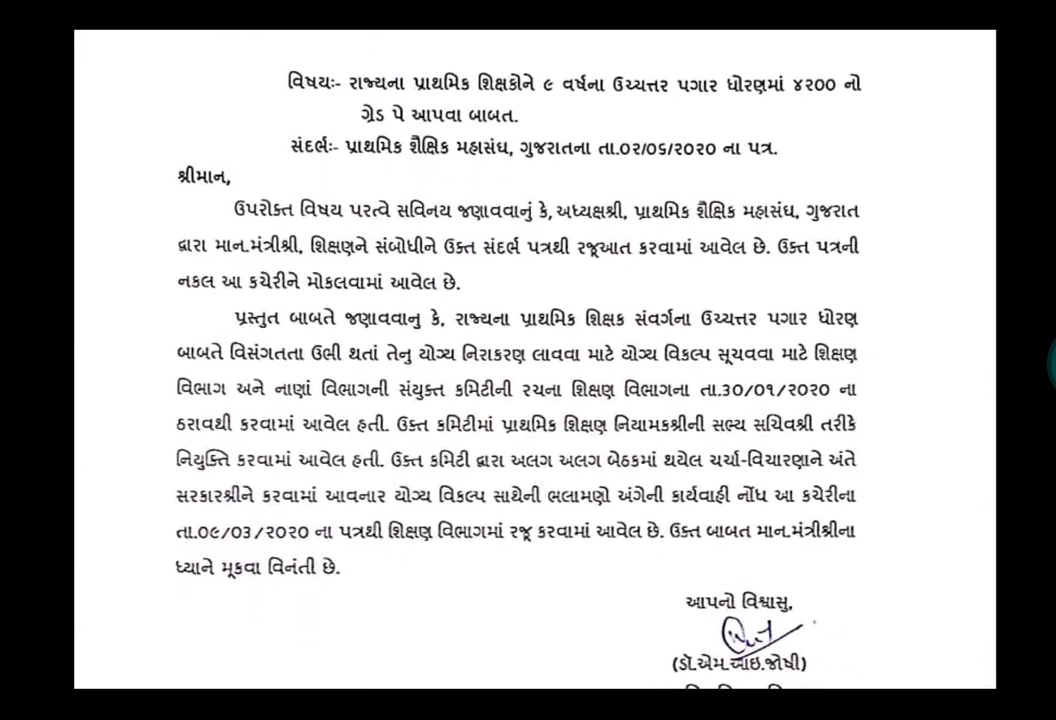 વિષયઃ- રાજ્યના પ્રાથમિક શિક્ષકોને ૯ વર્ષના ઉચ્ચત્તર પગાર ધોરણમાં ૪૨૦૦ નો
ગ્રેડ પે આપવા બાબત.
સંદર્ભઃ- પ્રાથમિક શૈક્ષિક મહાસંઘ, ગુજરાતના તા.૦૨/૦૬/૨૦૨૦ ના પત્ર.
શ્રીમાન,
ઉપરોક્ત વિષય પરત્વે સવિનય જણાવવાનું કે, અધ્યક્ષશ્રી, પ્રાથમિક શૈક્ષિક મહાસંઘ, ગુજરાત
દ્વારા માન.મંત્રીશ્રી, શિક્ષણને સંબોધીને ઉક્ત સંદર્ભ પત્રથી રજૂઆત કરવામાં આવેલ છે. ઉક્ત પત્રની
નકલ આ કચેરીને મોકલવામાં આવેલ છે.
પ્રસ્તુત બાબતે જણાવવાનુ કે, રાજ્યના પ્રાથમિક શિક્ષક સંવર્ગના ઉચ્ચત્તર પગાર ધોરણ
બાબતે વિસંગતતા ઉભી થતાં તેનુ યોગ્ય નિરાકરણ લાવવા માટે યોગ્ય વિકલ્પ સૂચવવા માટે શિક્ષણ
વિભાગ અને નાણાં વિભાગની સંયુક્ત કમિટીની રચના શિક્ષણ વિભાગના તા.૩૦/૦૧/૨૦૨૦ ના
ઠરાવથી કરવામાં આવેલ હતી. ઉક્ત કમિટીમાં પ્રાથમિક શિક્ષણ નિયામકશ્રીની સભ્ય સચિવશ્રી તરીકે
નિયુક્તિ કરવામાં આવેલ હતી. ઉક્ત કમિટી દ્વારા અલગ અલગ બેઠકમાં થયેલ ચર્ચા-વિચારણાને અંતે
સરકારશ્રીને કરવામાં આવનાર યોગ્ય વિકલ્પ સાથેની ભલામણો અંગેની કાર્યવાહી નોંધ આ કચેરીના
તા.૦૯/૦૩/૨૦૨૦ ના પત્રથી શિક્ષણ વિભાગમાં રજૂ કરવામાં આવેલ છે. ઉક્ત બાબત માન.મંત્રીશ્રીના
ધ્યાને મૂકવા વિનંતી છે.
આપનો વિશ્વાસુ,
(ડૉ.એમ.આઇ.જોષી)